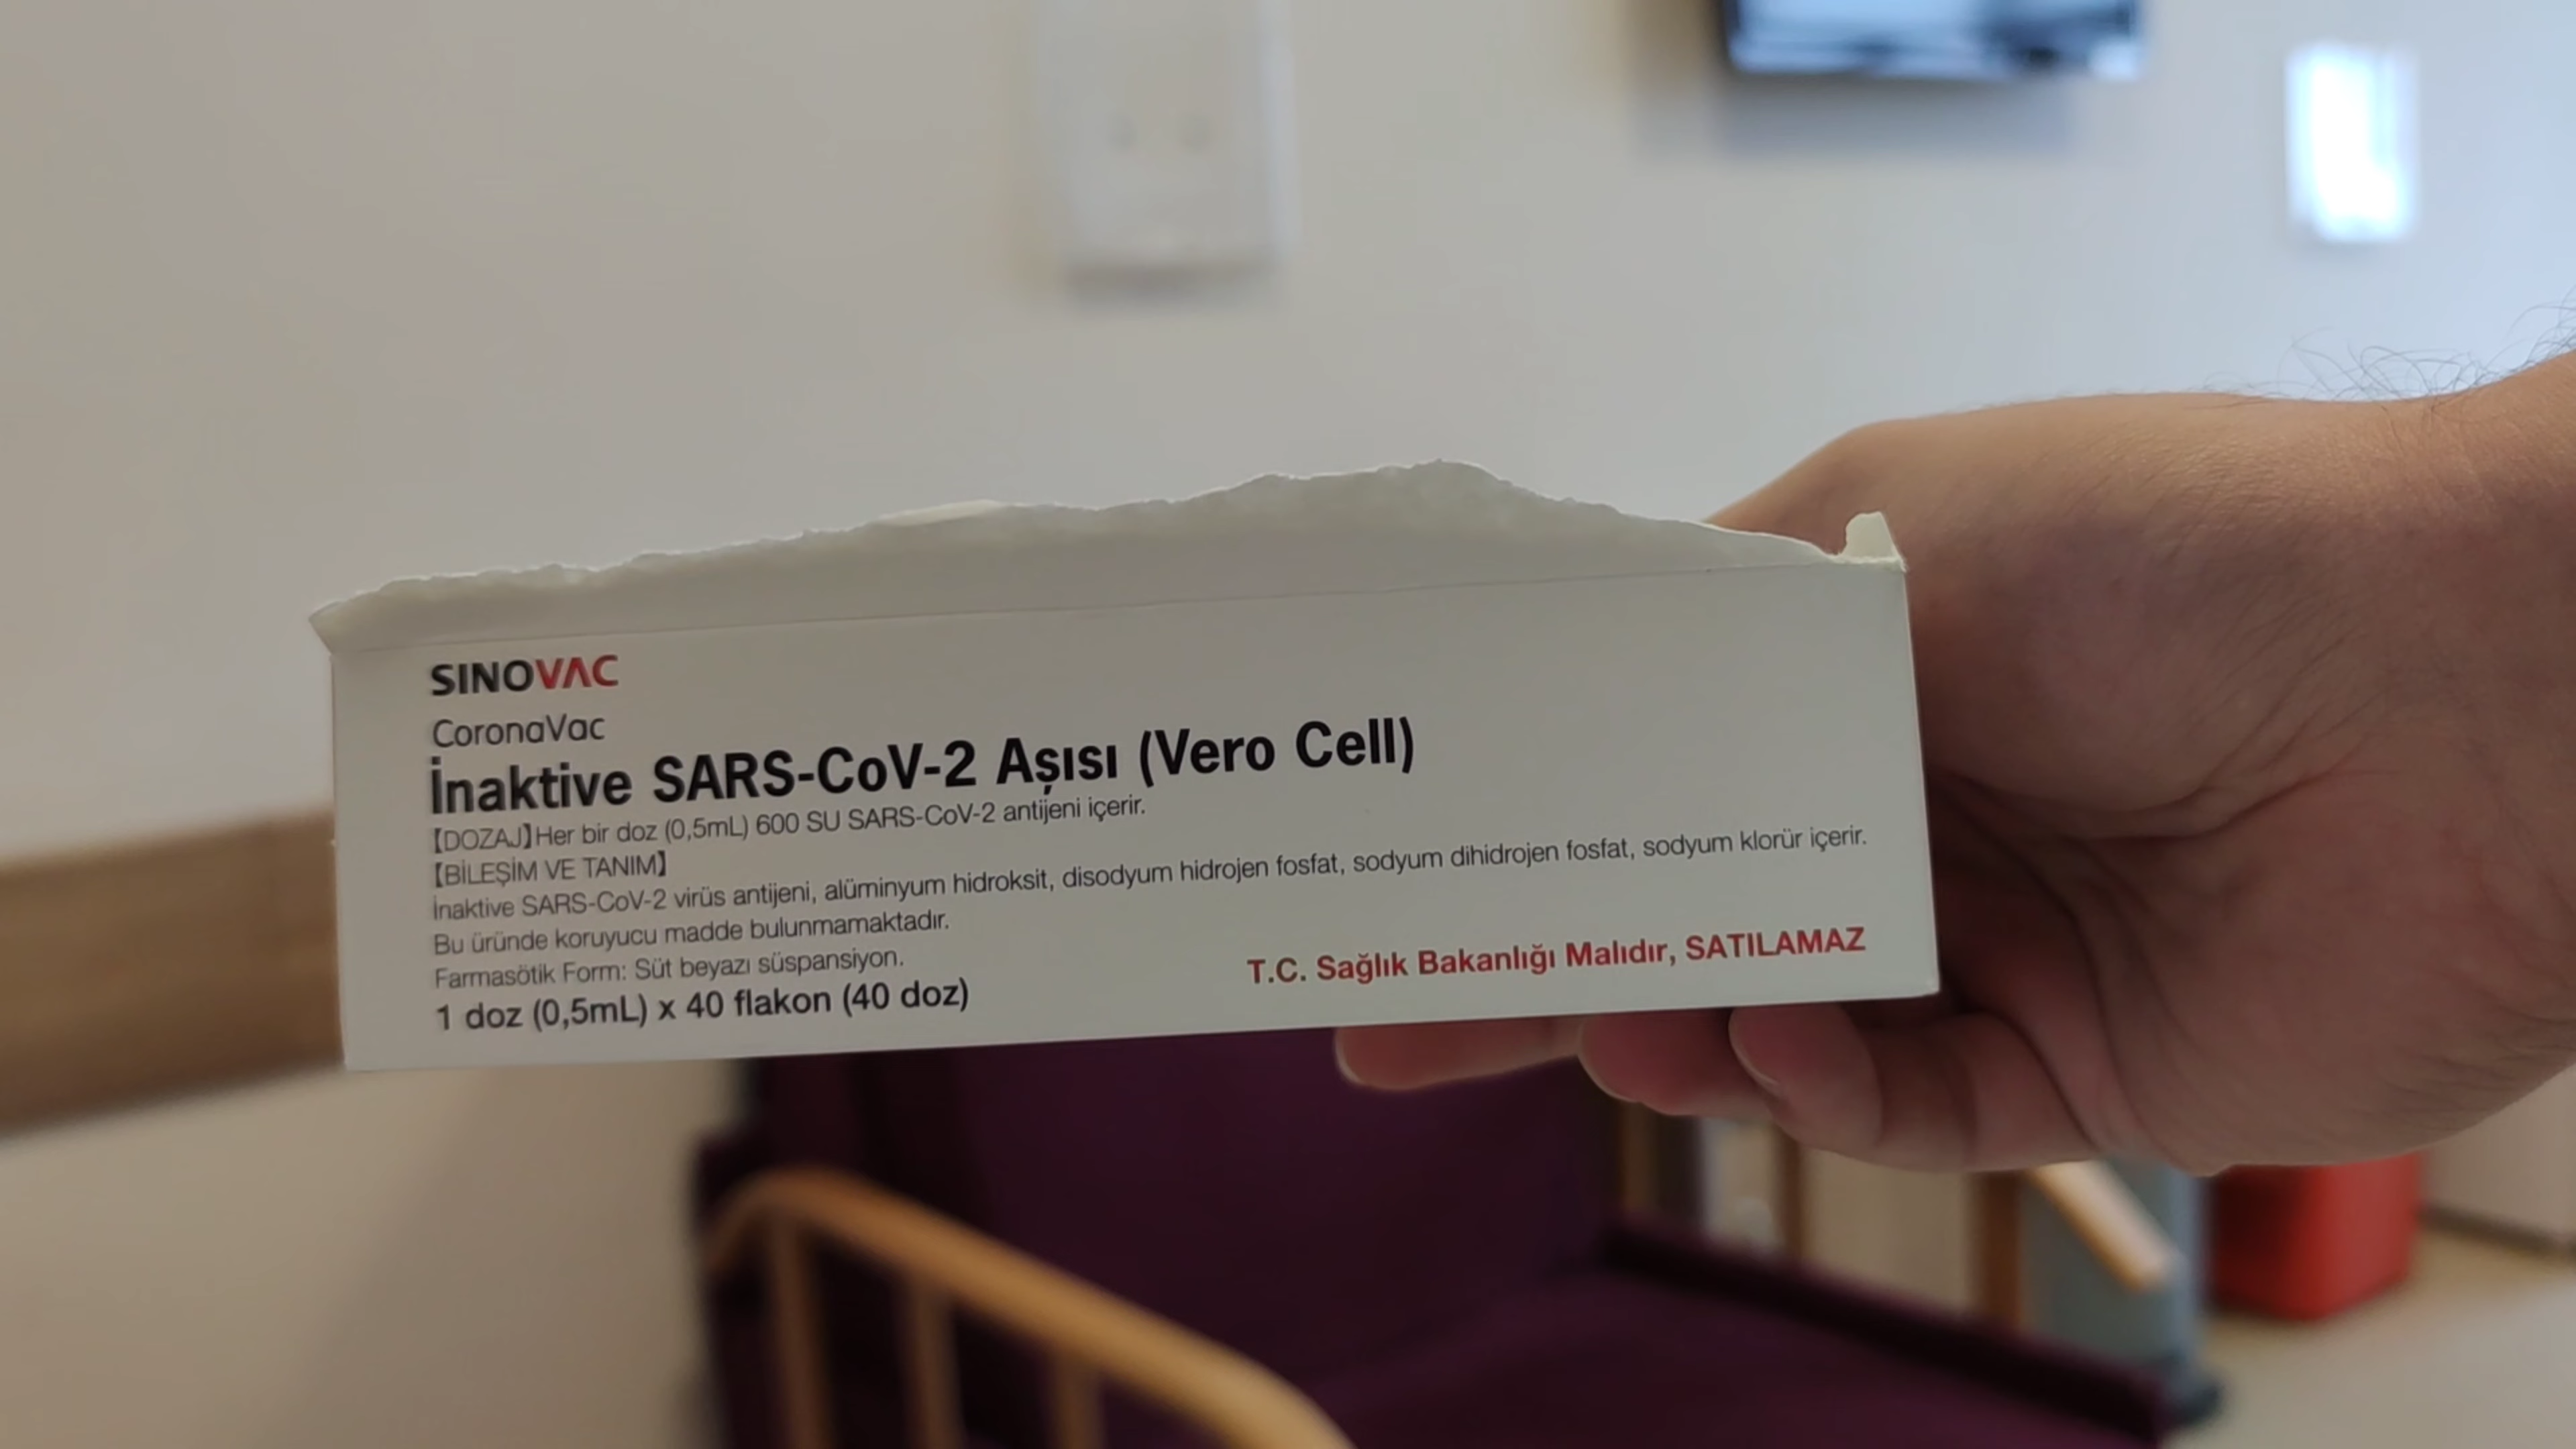 SINOVAC
CoronaVac
İnaktive SARS-CoV-2 Aşısı (Vero Cell)
【DOZAJ】Her bir doz (0,5mL) 600 SU SARS-CoV-2 antijeni içerir.
【BİLEŞİM VE TANIM】
İnaktive SARS-CoV-2 virüs antijeni, alüminyum hidroksit, disodyum hidrojen fosfat, sodyum dihidrojen fosfat, sodyum klorür içerir.
Bu üründe koruyucu madde bulunmamaktadır.
Farmasötik Form: Süt beyazı süspansiyon.
1 doz (0,5mL) x 40 flakon (40 doz)
T.C. Sağlık Bakanlığı Malıdır, SATILAMAZ